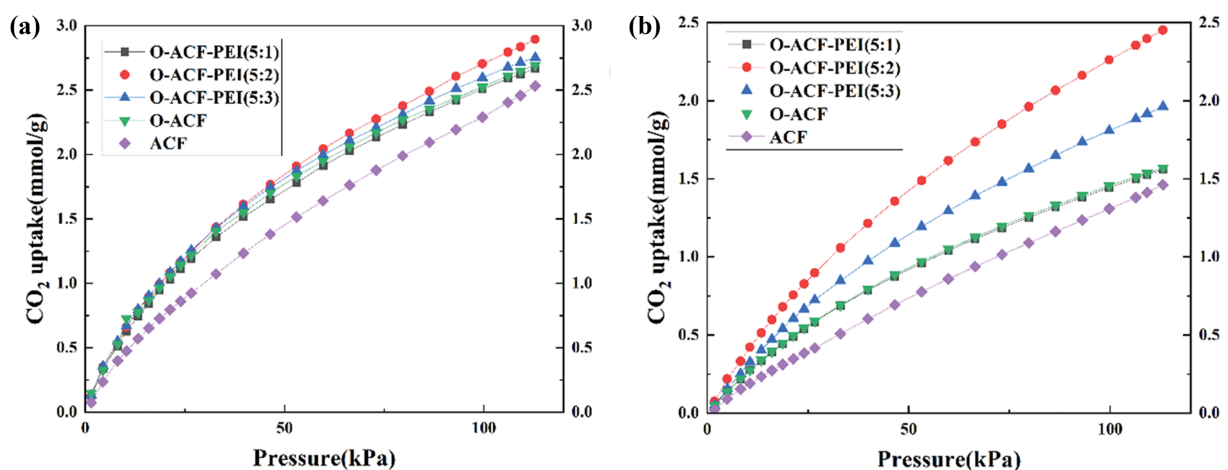 (a)
3.0
2.5
2.0
1.5
1.0
0.5
0.0
CO2 uptake(mmol/g)
O-ACF-PEI(5:1)
O-ACF-PEI(5:2)
O-ACF-PEI(5:3)
O-ACF
ACF
3.0
2.5
2.0
1.5
1.0
0.5
0.0
0 50 100
Pressure(kPa)
(b)
2.5
2.0
1.5
1.0
0.5
0.0
CO2 uptake(mmol/g)
O-ACF-PEI(5:1)
O-ACF-PEI(5:2)
O-ACF-PEI(5:3)
O-ACF
ACF
2.5
2.0
1.5
1.0
0.5
0.0
0 50 100
Pressure(kPa)